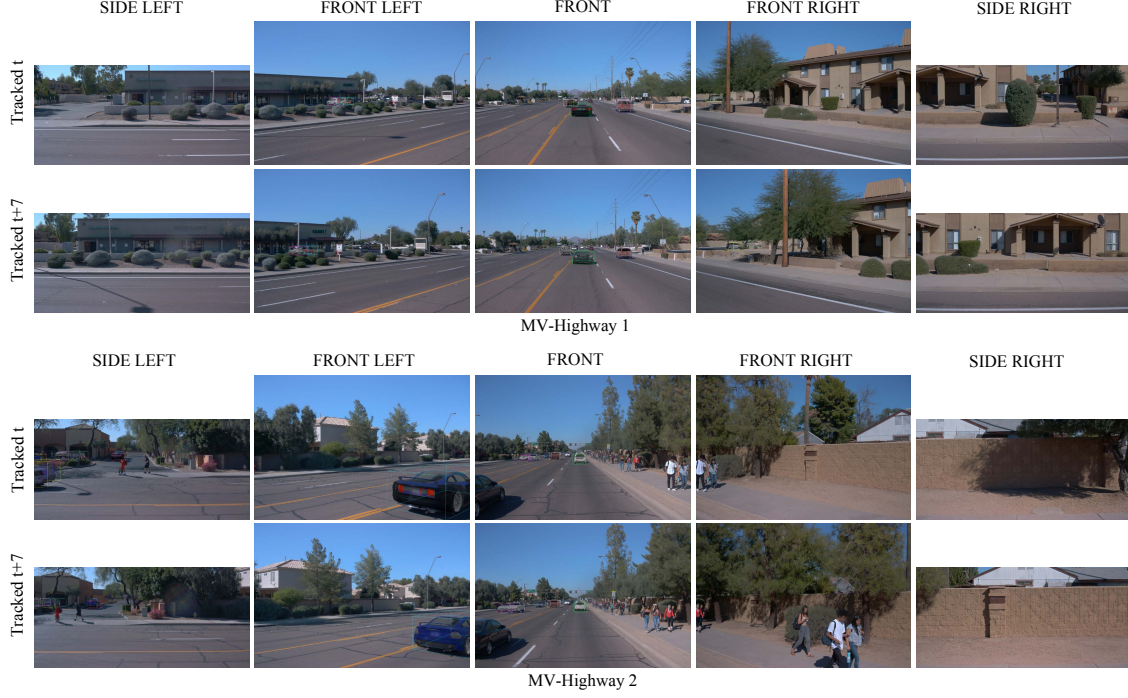 SIDE LEFT FRONT LEFT FRONT FRONT RIGHT SIDE RIGHT
Tracked t
Tracked t+7
MV-Highway 1
SIDE LEFT FRONT LEFT FRONT FRONT RIGHT SIDE RIGHT
Tracked t
Tracked t+7
MV-Highway 2